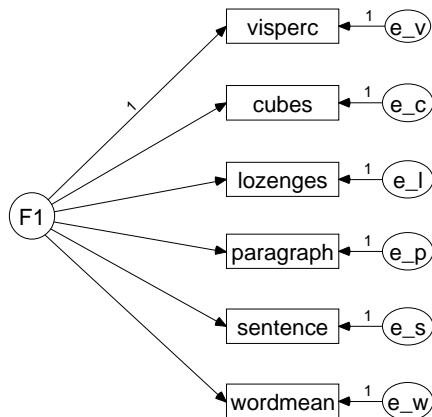 visperc 1 e_v
1
cubes 1 e_c
lozenges 1 e_l
F1
paragraph 1 e_p
sentence 1 e_s
wordmean 1 e_w